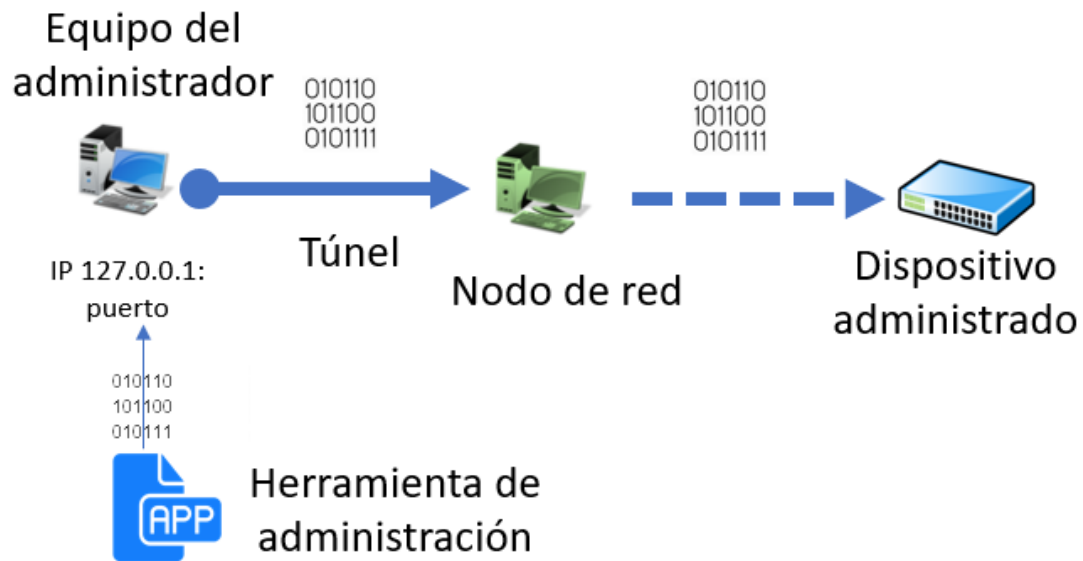 Equipo del
administrador
010110
101100
0101111
010110
101100
0101111
Túnel
Nodo de red
Dispositivo
administrado
IP 127.0.0.1:
puerto
010110
101100
010111
APP
Herramienta de
administración